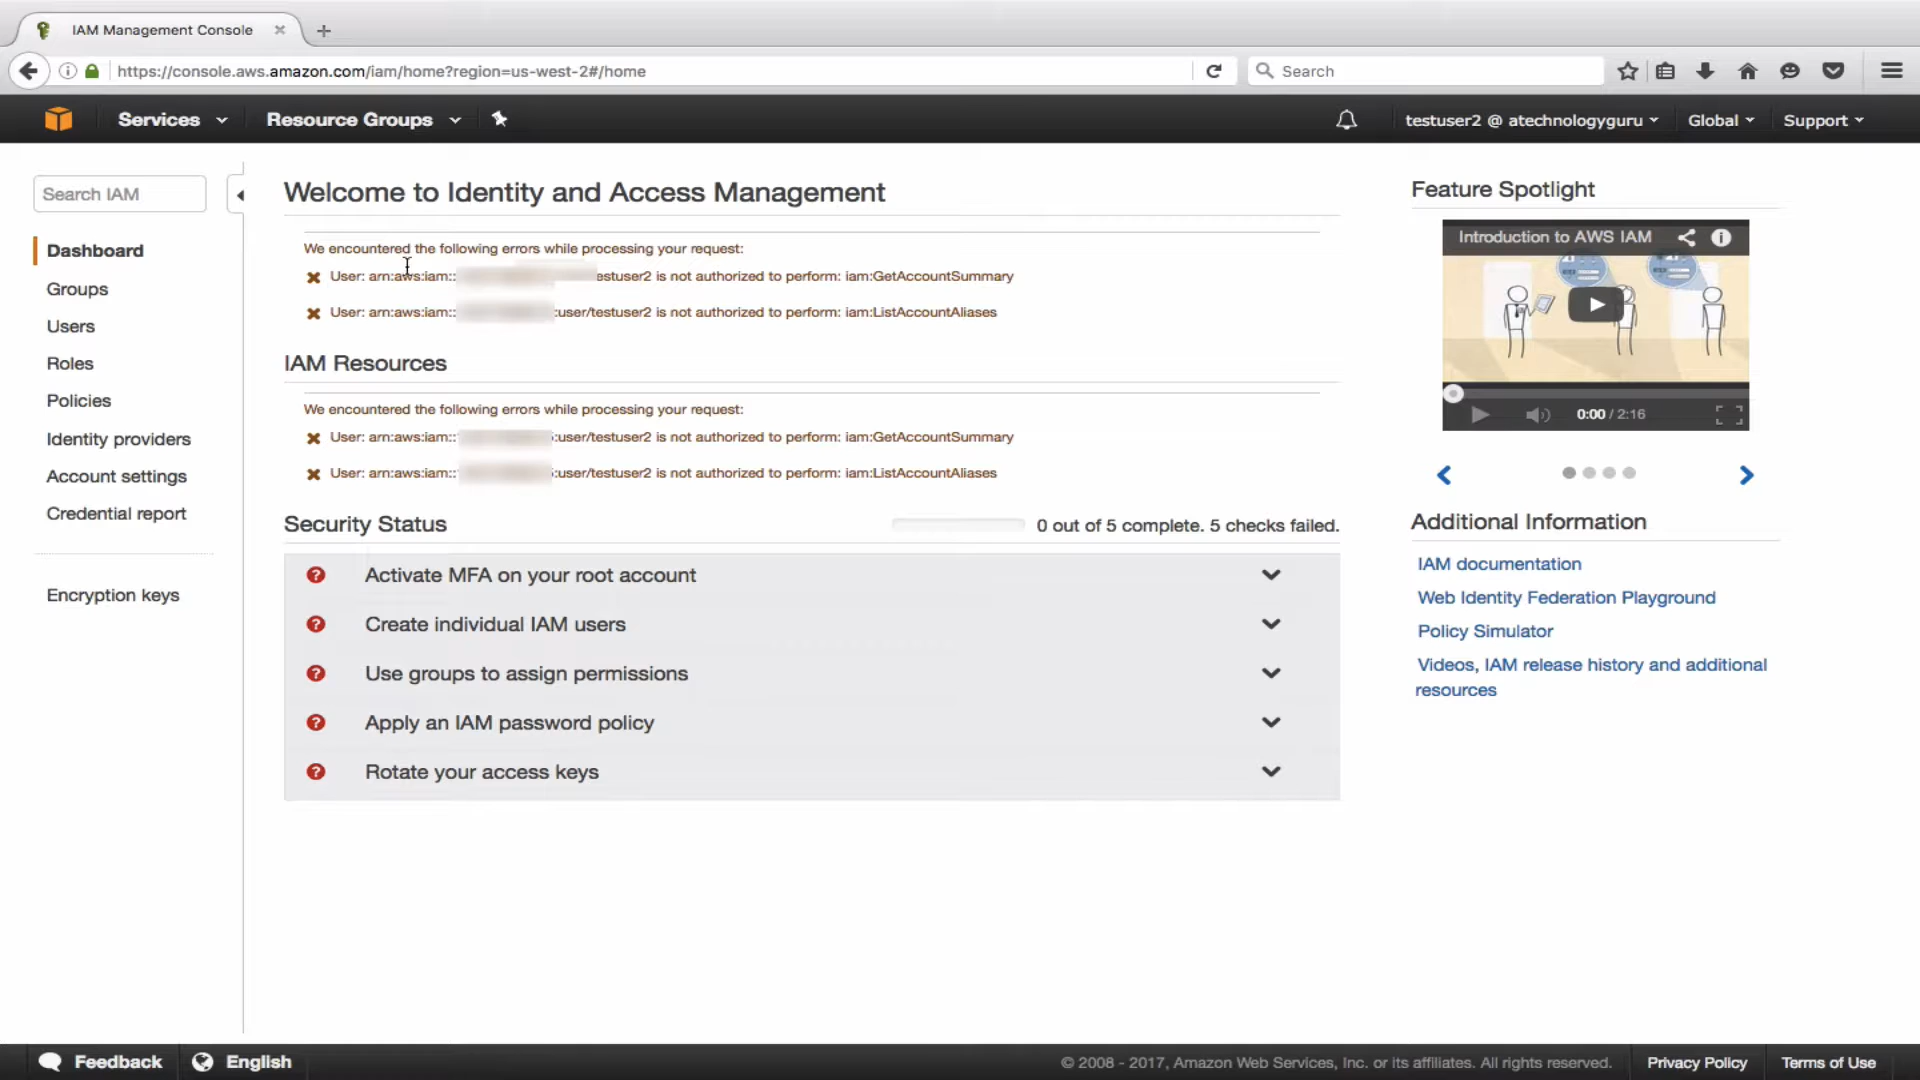 IAM Management Console
https://console.aws.amazon.com/iam/home?region=us-west-2#/home
Search
Services
Resource Groups
testuser2 @ atechnologyguru
Global
Support
Search IAM
Dashboard
Groups
Users
Roles
Policies
Identity providers
Account settings
Credential report
Encryption keys
Welcome to Identity and Access Management
We encountered the following errors while processing your request:
User: arn:aws:iam:: estuser2 is not authorized to perform: iam:GetAccountSummary
User: arn:aws:iam:: :user/testuser2 is not authorized to perform: iam:ListAccountAliases
IAM Resources
We encountered the following errors while processing your request:
User: arn:aws:iam:: :user/testuser2 is not authorized to perform: iam:GetAccountSummary
User: arn:aws:iam:: :user/testuser2 is not authorized to perform: iam:ListAccountAliases
Security Status
0 out of 5 complete. 5 checks failed.
Activate MFA on your root account
Create individual IAM users
Use groups to assign permissions
Apply an IAM password policy
Rotate your access keys
Feature Spotlight
Introduction to AWS IAM
0:00 / 2:16
Additional Information
IAM documentation
Web Identity Federation Playground
Policy Simulator
Videos, IAM release history and additional
resources
Feedback
English
© 2008 - 2017, Amazon Web Services, Inc. or its affiliates. All rights reserved.
Privacy Policy
Terms of Use